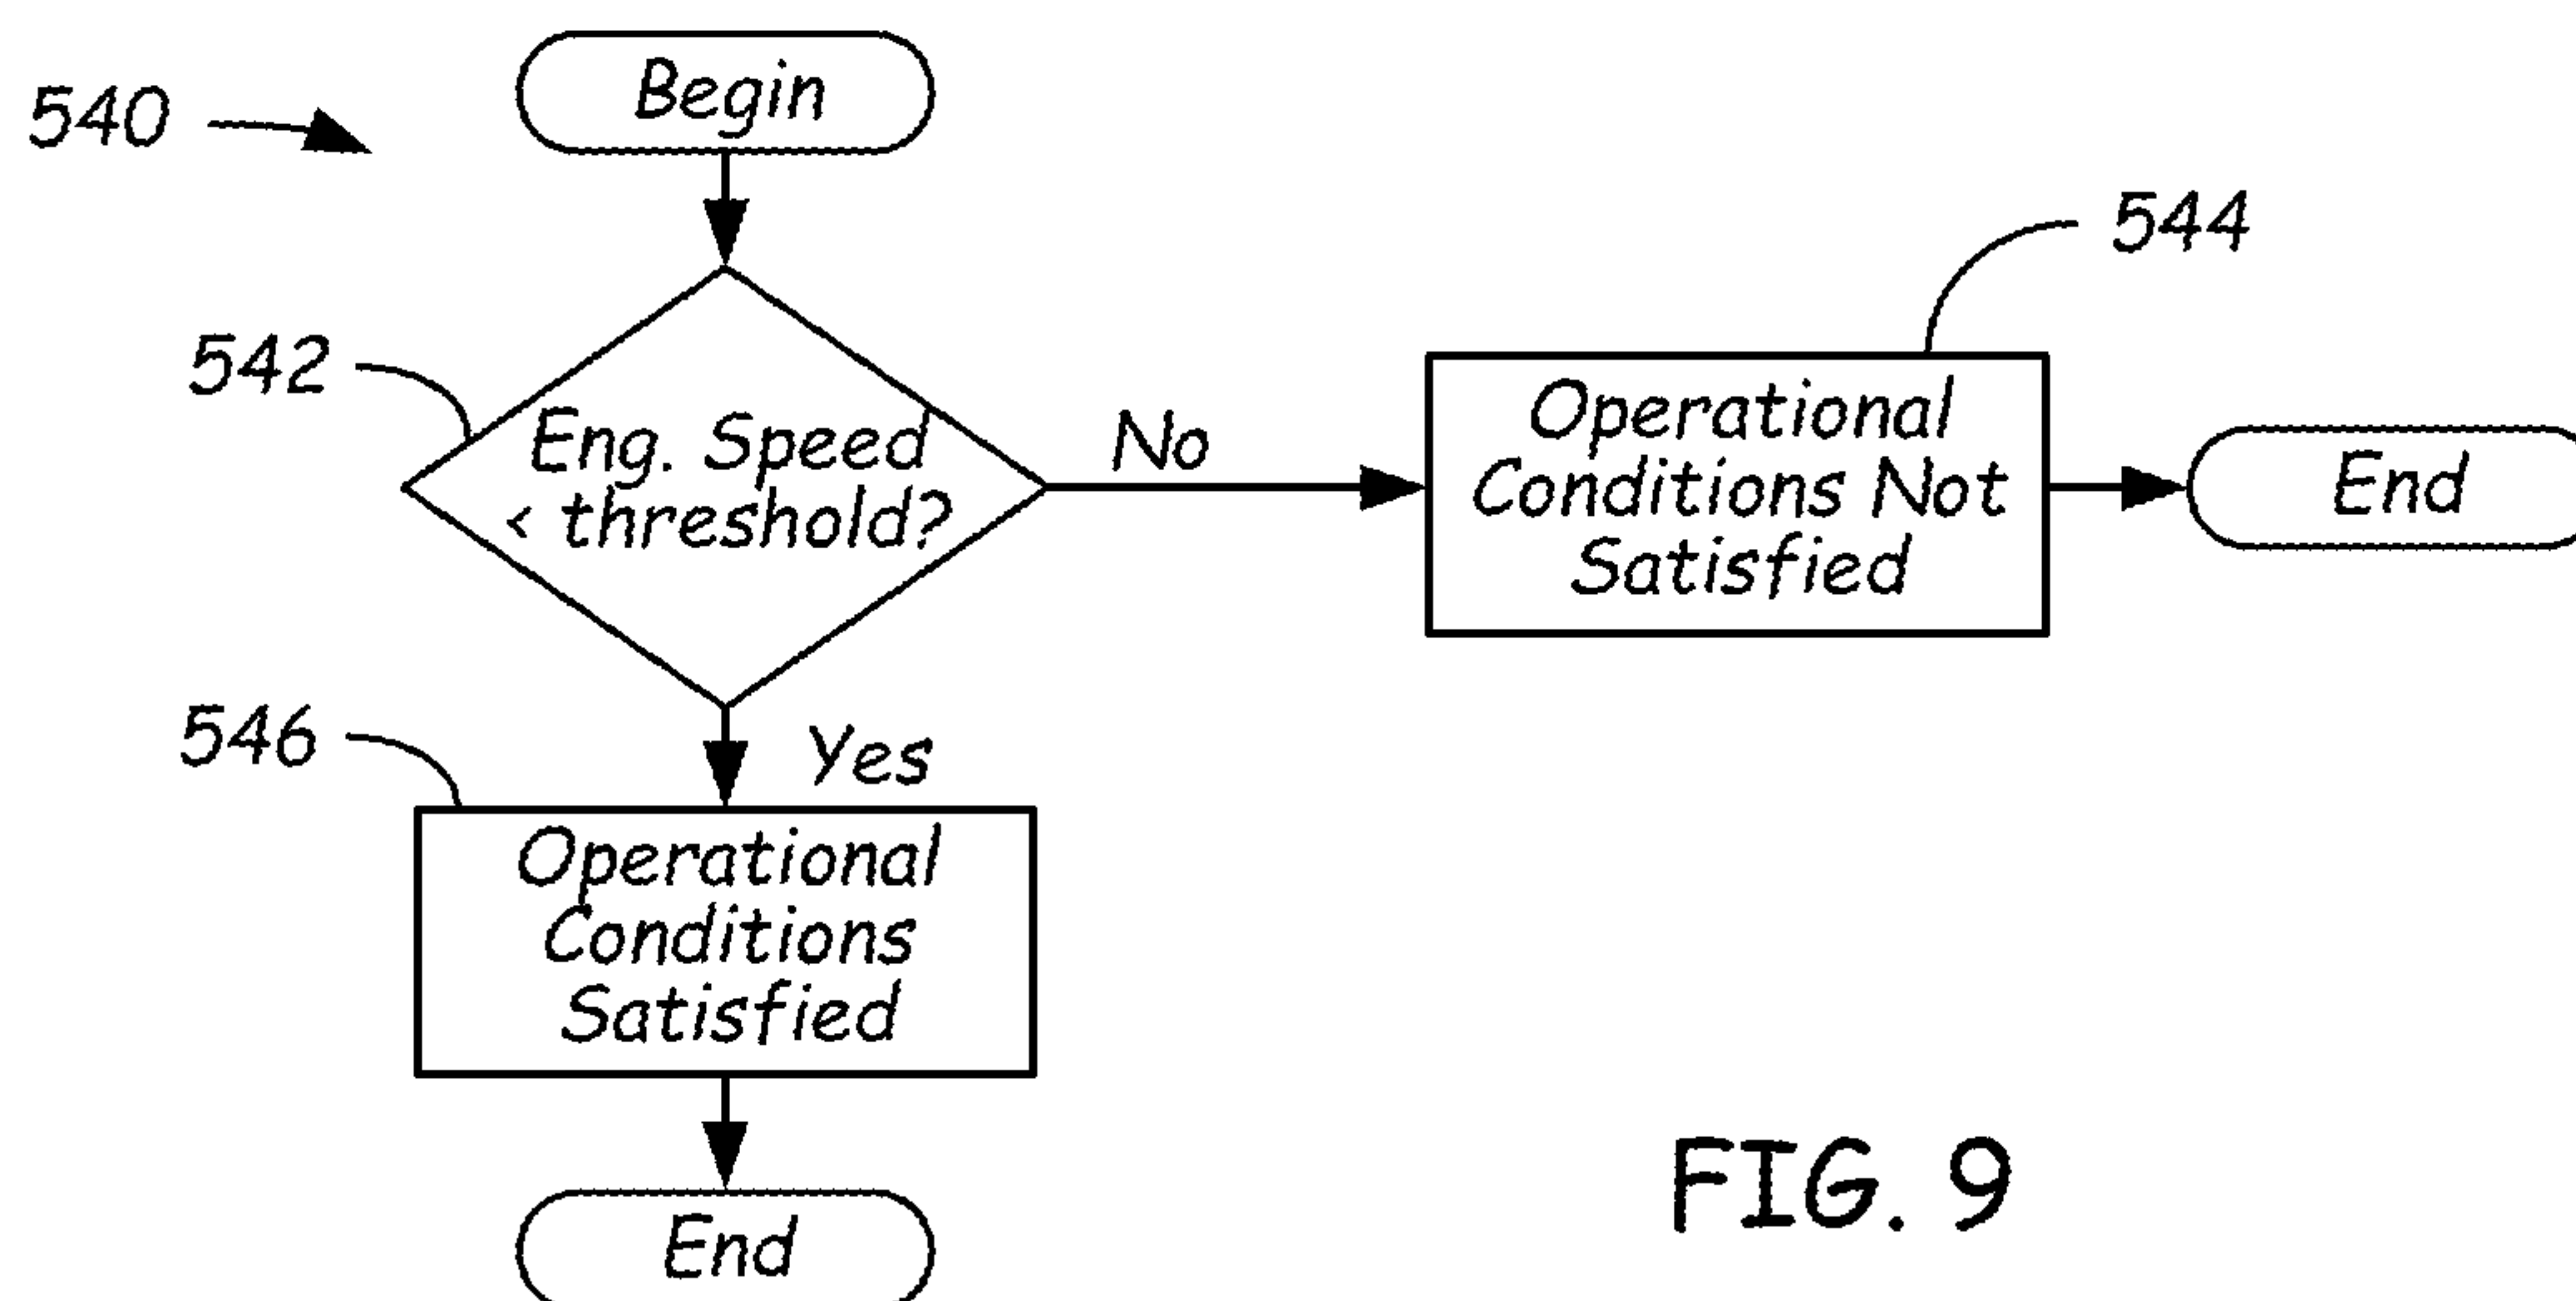 540
Begin
542
Eng. Speed
< threshold?
No
544
Operational
Conditions Not
Satisfied
End
546
Yes
Operational
Conditions
Satisfied
End
FIG. 9